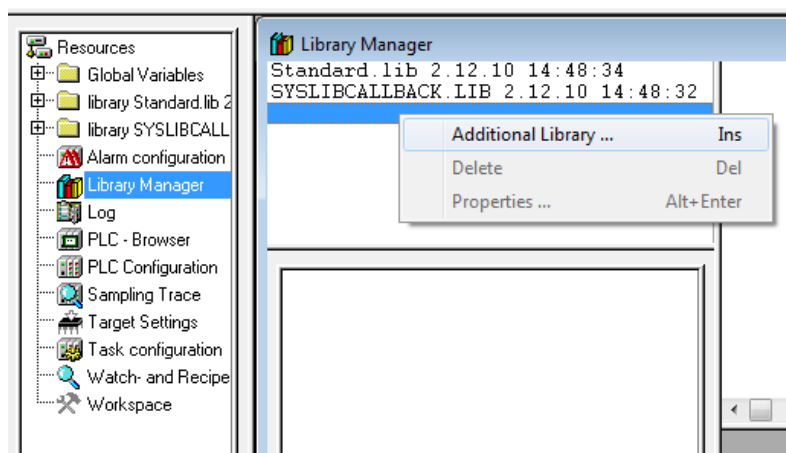 Resources
Global Variables
library Standard.lib 2
library SYSLIBCALL
Alarm configuration
Library Manager
Log
PLC - Browser
PLC Configuration
Sampling Trace
Target Settings
Task configuration
Watch- and Recipe
Workspace
Library Manager
Standard.lib 2.12.10 14:48:34
SYSLIBCALLBACK.LIB 2.12.10 14:48:32
Additional Library ... Ins
Delete Del
Properties ... Alt+Enter